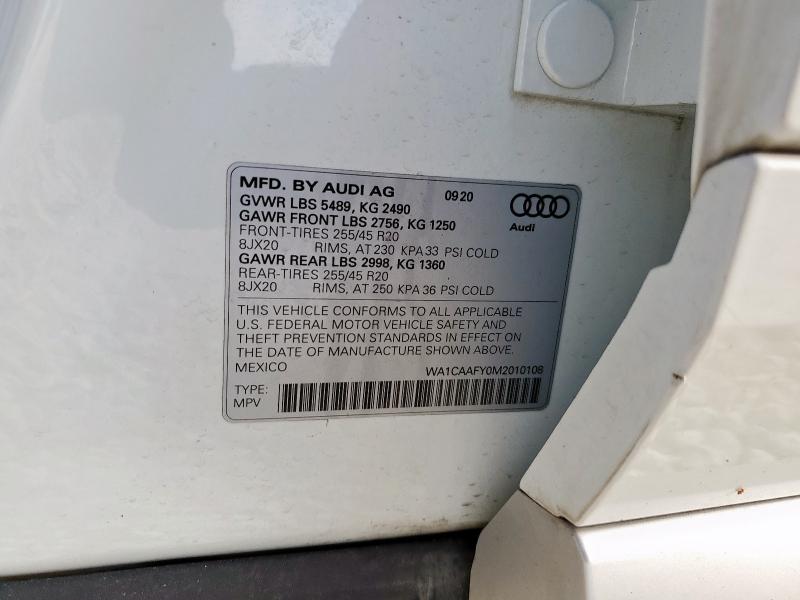 MFD. BY AUDI AG 0920
GVWR LBS 5489, KG 2490
GAWR FRONT LBS 2756, KG 1250
Audi
FRONT-TIRES 255/45 R20
8JX20 RIMS, AT 230 KPA 33 PSI COLD
GAWR REAR LBS 2998, KG 1360
REAR-TIRES 255/45 R20
8JX20 RIMS, AT 250 KPA 36 PSI COLD
THIS VEHICLE CONFORMS TO ALL APPLICABLE
U.S. FEDERAL MOTOR VEHICLE SAFETY AND
THEFT PREVENTION STANDARDS IN EFFECT ON
THE DATE OF MANUFACTURE SHOWN ABOVE.
MEXICO WA1CAAFY0M2010108
TYPE:
MPV